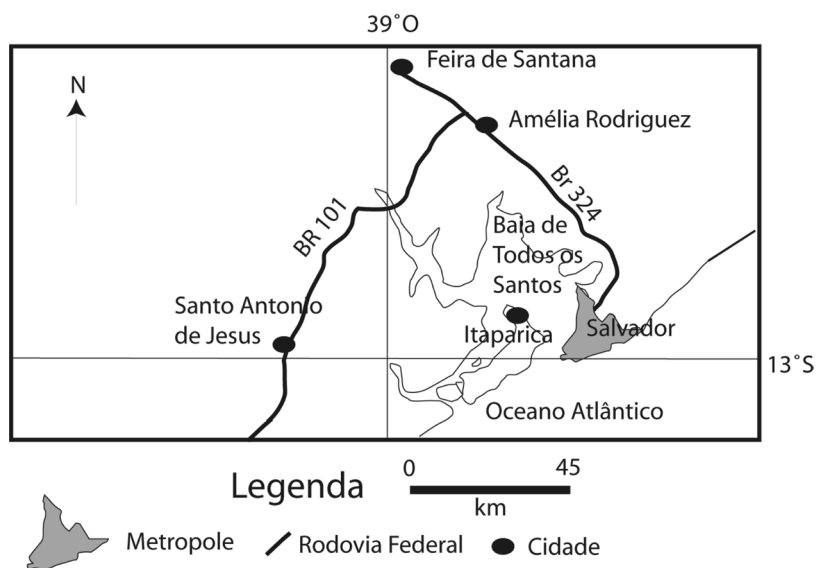 39°O
N
Feira de Santana
Amélia Rodriguez
Br 324
BR 101
Baia de
Todos os
Santos
Santo Antonio
de Jesus
Itaparica
Salvador
13°S
Oceano Atlântico
Legenda
0 45
km
Metropole
Rodovia Federal
Cidade